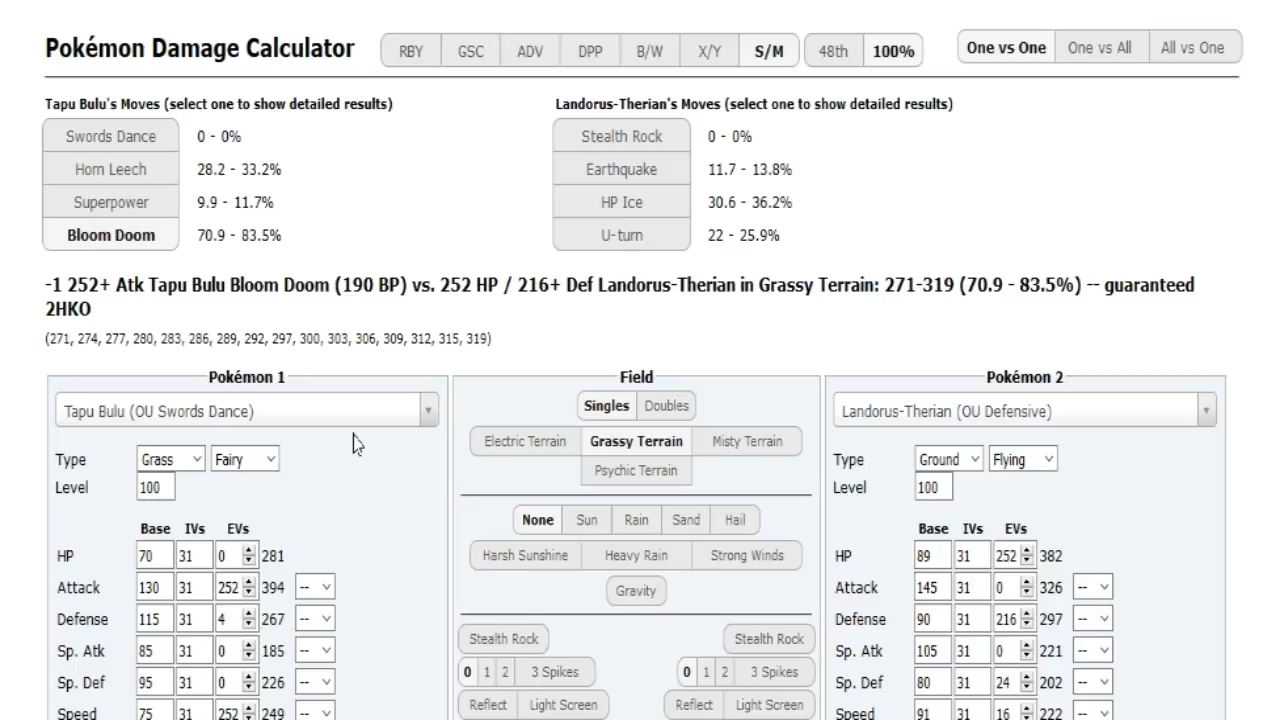 Pokémon Damage Calculator RBY GSC ADV DPP B/W X/Y S/M 48th 100% One vs One One vs All All vs One
Tapu Bulu's Moves (select one to show detailed results) Landorus-Therian's Moves (select one to show detailed results)
Swords Dance 0 - 0% Stealth Rock 0 - 0%
Horn Leech 28.2 - 33.2% Earthquake 11.7 - 13.8%
Superpower 9.9 - 11.7% HP Ice 30.6 - 36.2%
Bloom Doom 70.9 - 83.5% U-turn 22 - 25.9%
-1 252+ Atk Tapu Bulu Bloom Doom (190 BP) vs. 252 HP / 216+ Def Landorus-Therian in Grassy Terrain: 271-319 (70.9 - 83.5%) -- guaranteed
2HKO
(271, 274, 277, 280, 283, 286, 289, 292, 297, 300, 303, 306, 309, 312, 315, 319)
Pokémon 1 Field Pokémon 2
Tapu Bulu (OU Swords Dance) Singles Doubles Landorus-Therian (OU Defensive)
Electric Terrain Grassy Terrain Misty Terrain
Type Grass Fairy Psychic Terrain Type Ground Flying
Level 100 Level 100
None Sun Rain Sand Hail
Base IVs EVs Base IVs EVs
HP 70 31 0 281 Harsh Sunshine Heavy Rain Strong Winds HP 89 31 252 382
Attack 130 31 252 394 -- Gravity Attack 145 31 0 326 --
Defense 115 31 4 267 -- Defense 90 31 216 297 --
Sp. Atk 85 31 0 185 -- Stealth Rock Stealth Rock Sp. Atk 105 31 0 221 --
Sp. Def 95 31 0 226 -- 0 1 2 3 Spikes 0 1 2 3 Spikes Sp. Def 80 31 24 202 --
Speed 75 31 252 249 -- Reflect Light Screen Reflect Light Screen Speed 91 31 16 222 --